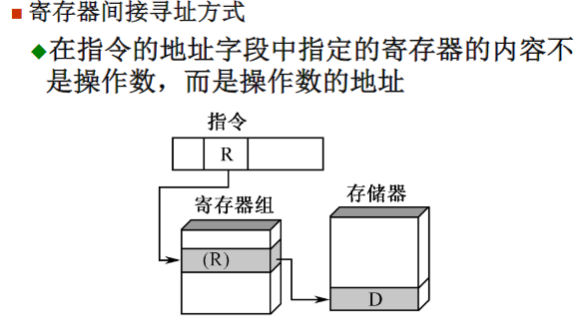 寄存器间接寻址方式
在指令的地址字段中指定的寄存器的内容不
是操作数，而是操作数的地址
指令
R
寄存器组
存储器
(R)
D